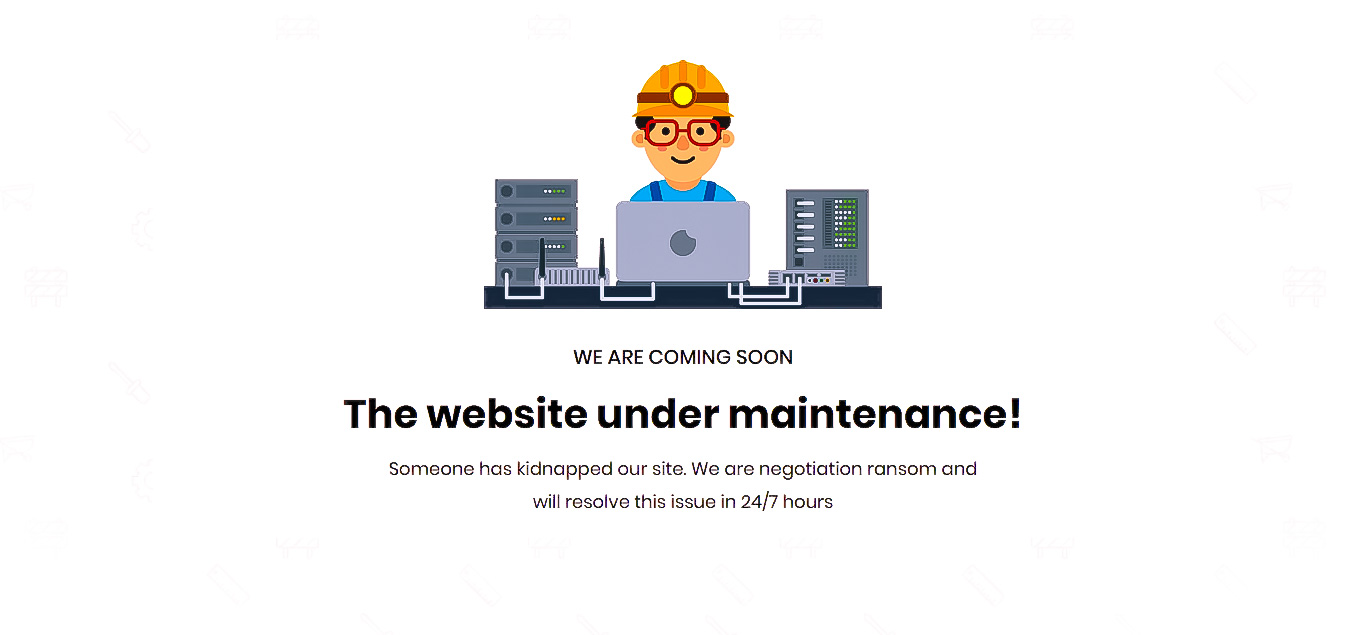 WE ARE COMING SOON
The website under maintenance!
Someone has kidnapped our site. We are negotiation ransom and
will resolve this issue in 24/7 hours